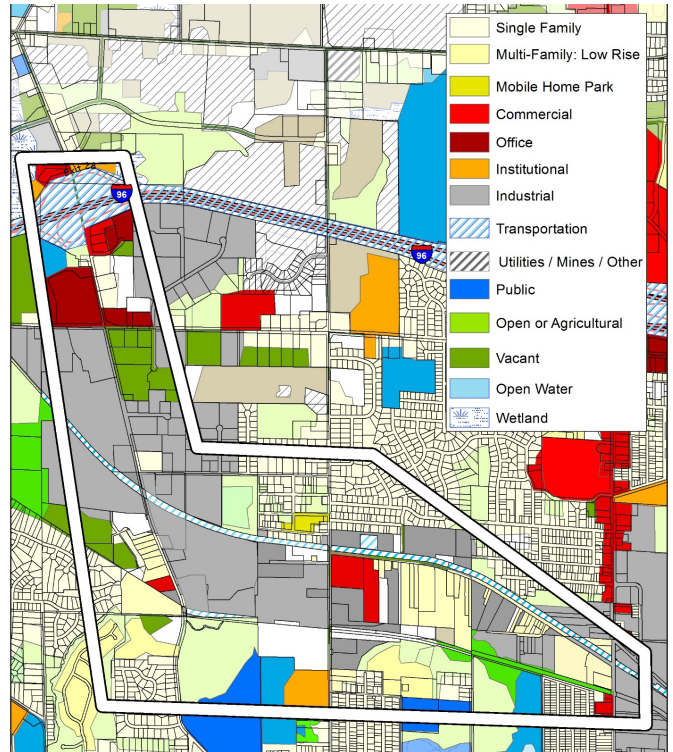 Single Family
Multi-Family: Low Rise
Mobile Home Park
Commercial
Office
Institutional
Industrial
Transportation
Utilities / Mines / Other
Public
Open or Agricultural
Vacant
Open Water
Wetland
96
96